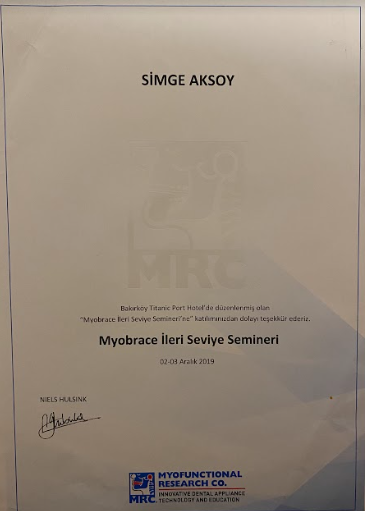 SİMGE AKSOY
MRC
Bakırköy Titanic Port Hotel'de düzenlenmiş olan
"Myobrace İleri Seviye Semineri'ne" katılımınızdan dolayı teşekkür ederiz.
Myobrace İleri Seviye Semineri
02-03 Aralık 2019
NIELS HULSINK
MYOFUNCTIONAL
RESEARCH CO.
MRC INNOVATIVE DENTAL APPLIANCE
TECHNOLOGY AND EDUCATION